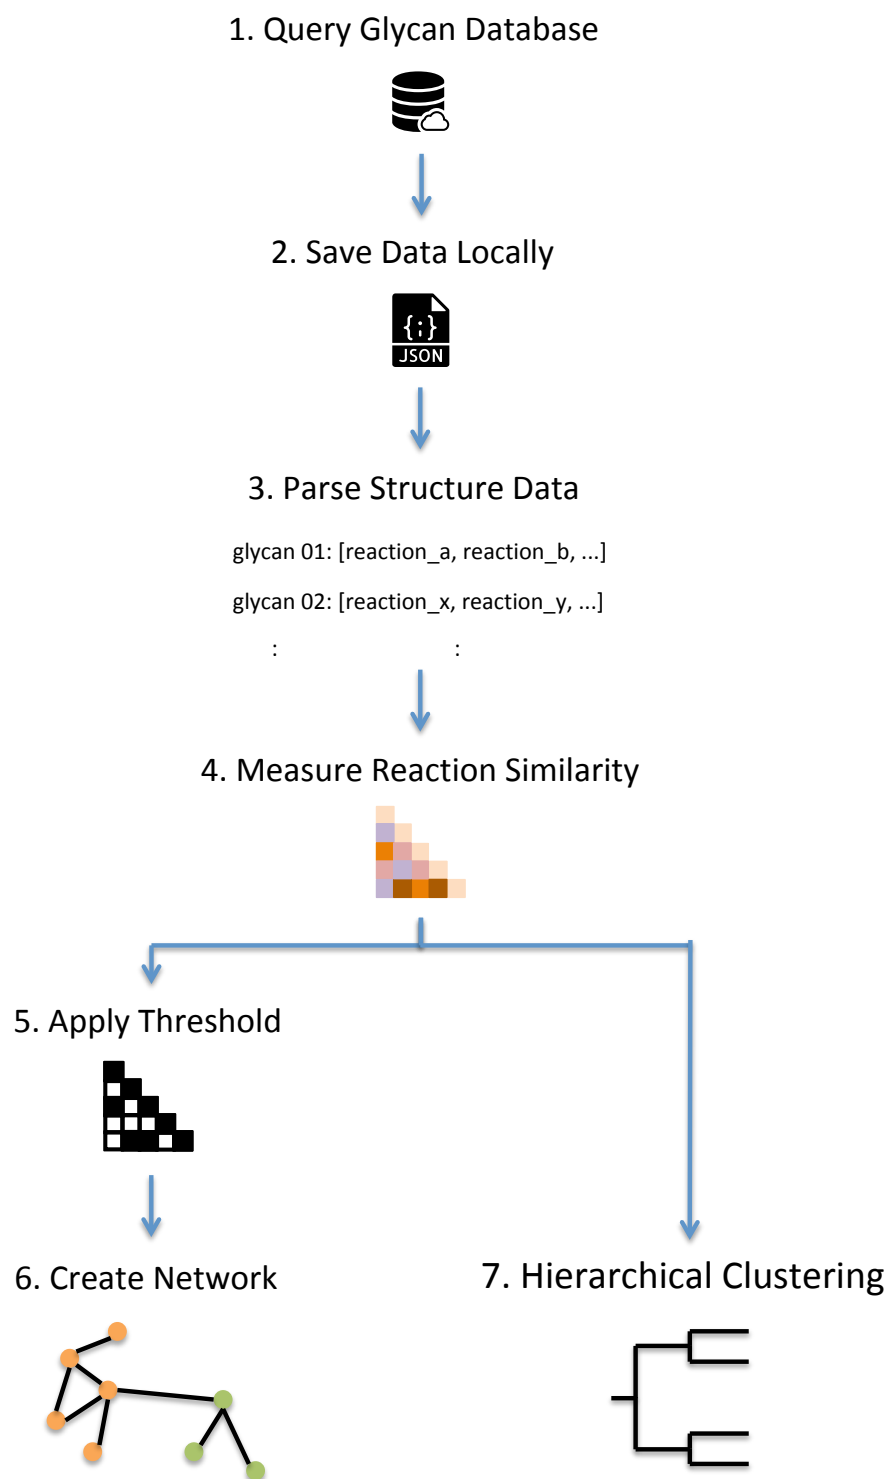 1. Query Glycan Database
2. Save Data Locally
{;}
JSON
3. Parse Structure Data
glycan 01: [reaction_a, reaction_b, ...]
glycan 02: [reaction_x, reaction_y, ...]
: :
4. Measure Reaction Similarity
5. Apply Threshold
6. Create Network
7. Hierarchical Clustering